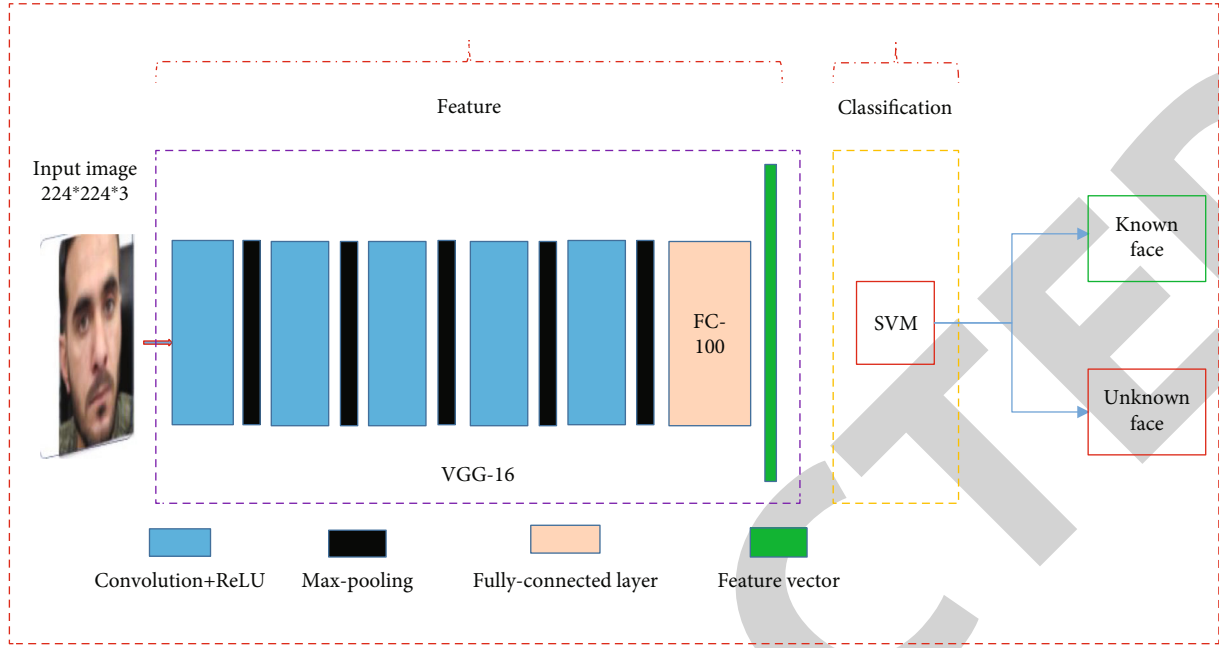 Feature
Classification
Input image
224*224*3
Known
face
FC-
100
SVM
Unknown
face
VGG-16
Convolution+ReLU
Max-pooling
Fully-connected layer
Feature vector